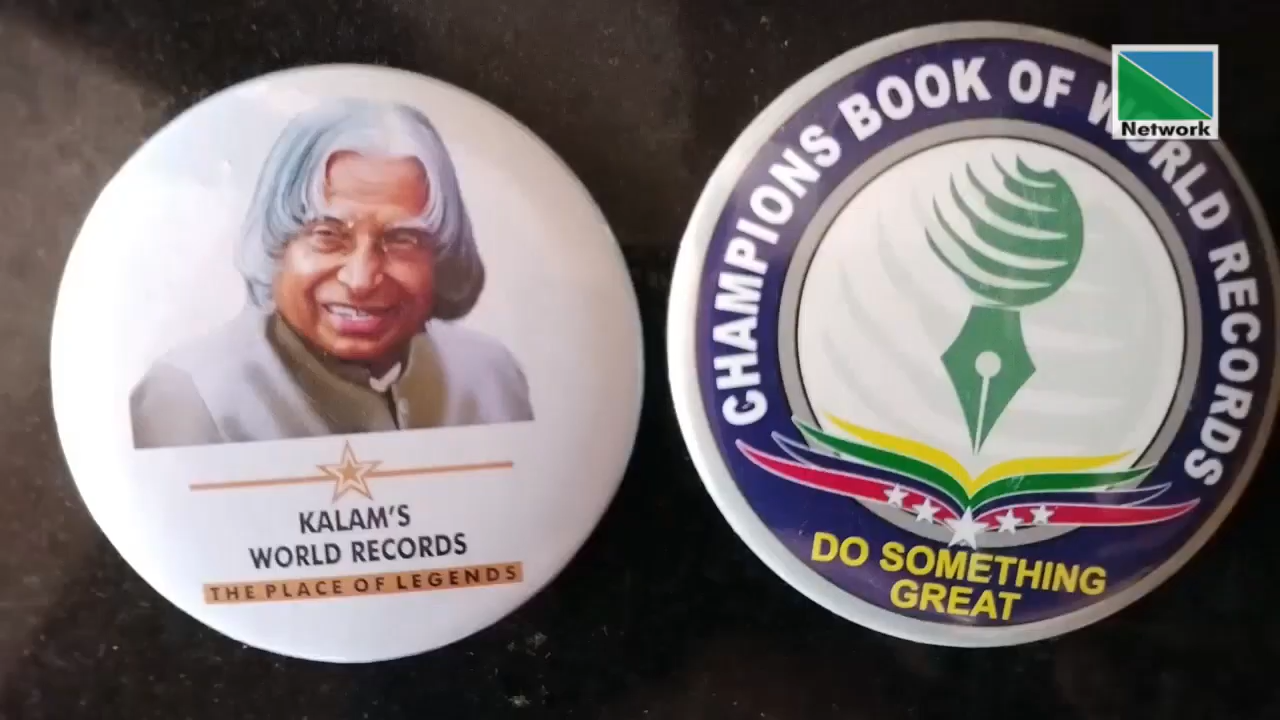 KALAM'S
WORLD RECORDS
THE PLACE OF LEGENDS
CHAMPIONS BOOK OF WORLD RECORDS
DO SOMETHING
GREAT
Network